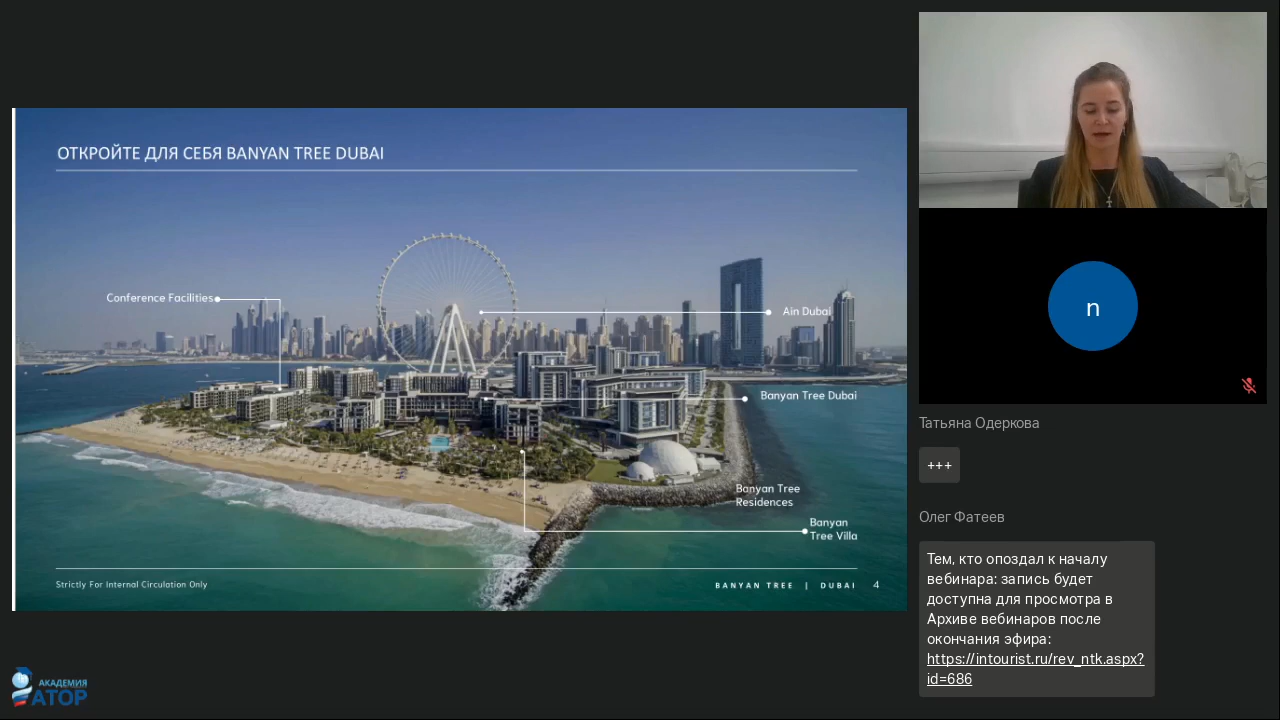 ОТКРОЙТЕ ДЛЯ СЕБЯ BANYAN TREE DUBAI
Conference Facilities
Ain Dubai
Banyan Tree Dubai
Banyan Tree
Residences
Banyan
Tree Villa
Strictly For Internal Circulation Only
BANYAN TREE | DUBAI
4
n
Татьяна Одеркова
+++
Олег Фатеев
Тем, кто опоздал к началу
вебинара: запись будет
доступна для просмотра в
Архиве вебинаров после
окончания эфира:
https://intourist.ru/rev_ntk.aspx?
id=686
АКАДЕМИЯ
АТОР